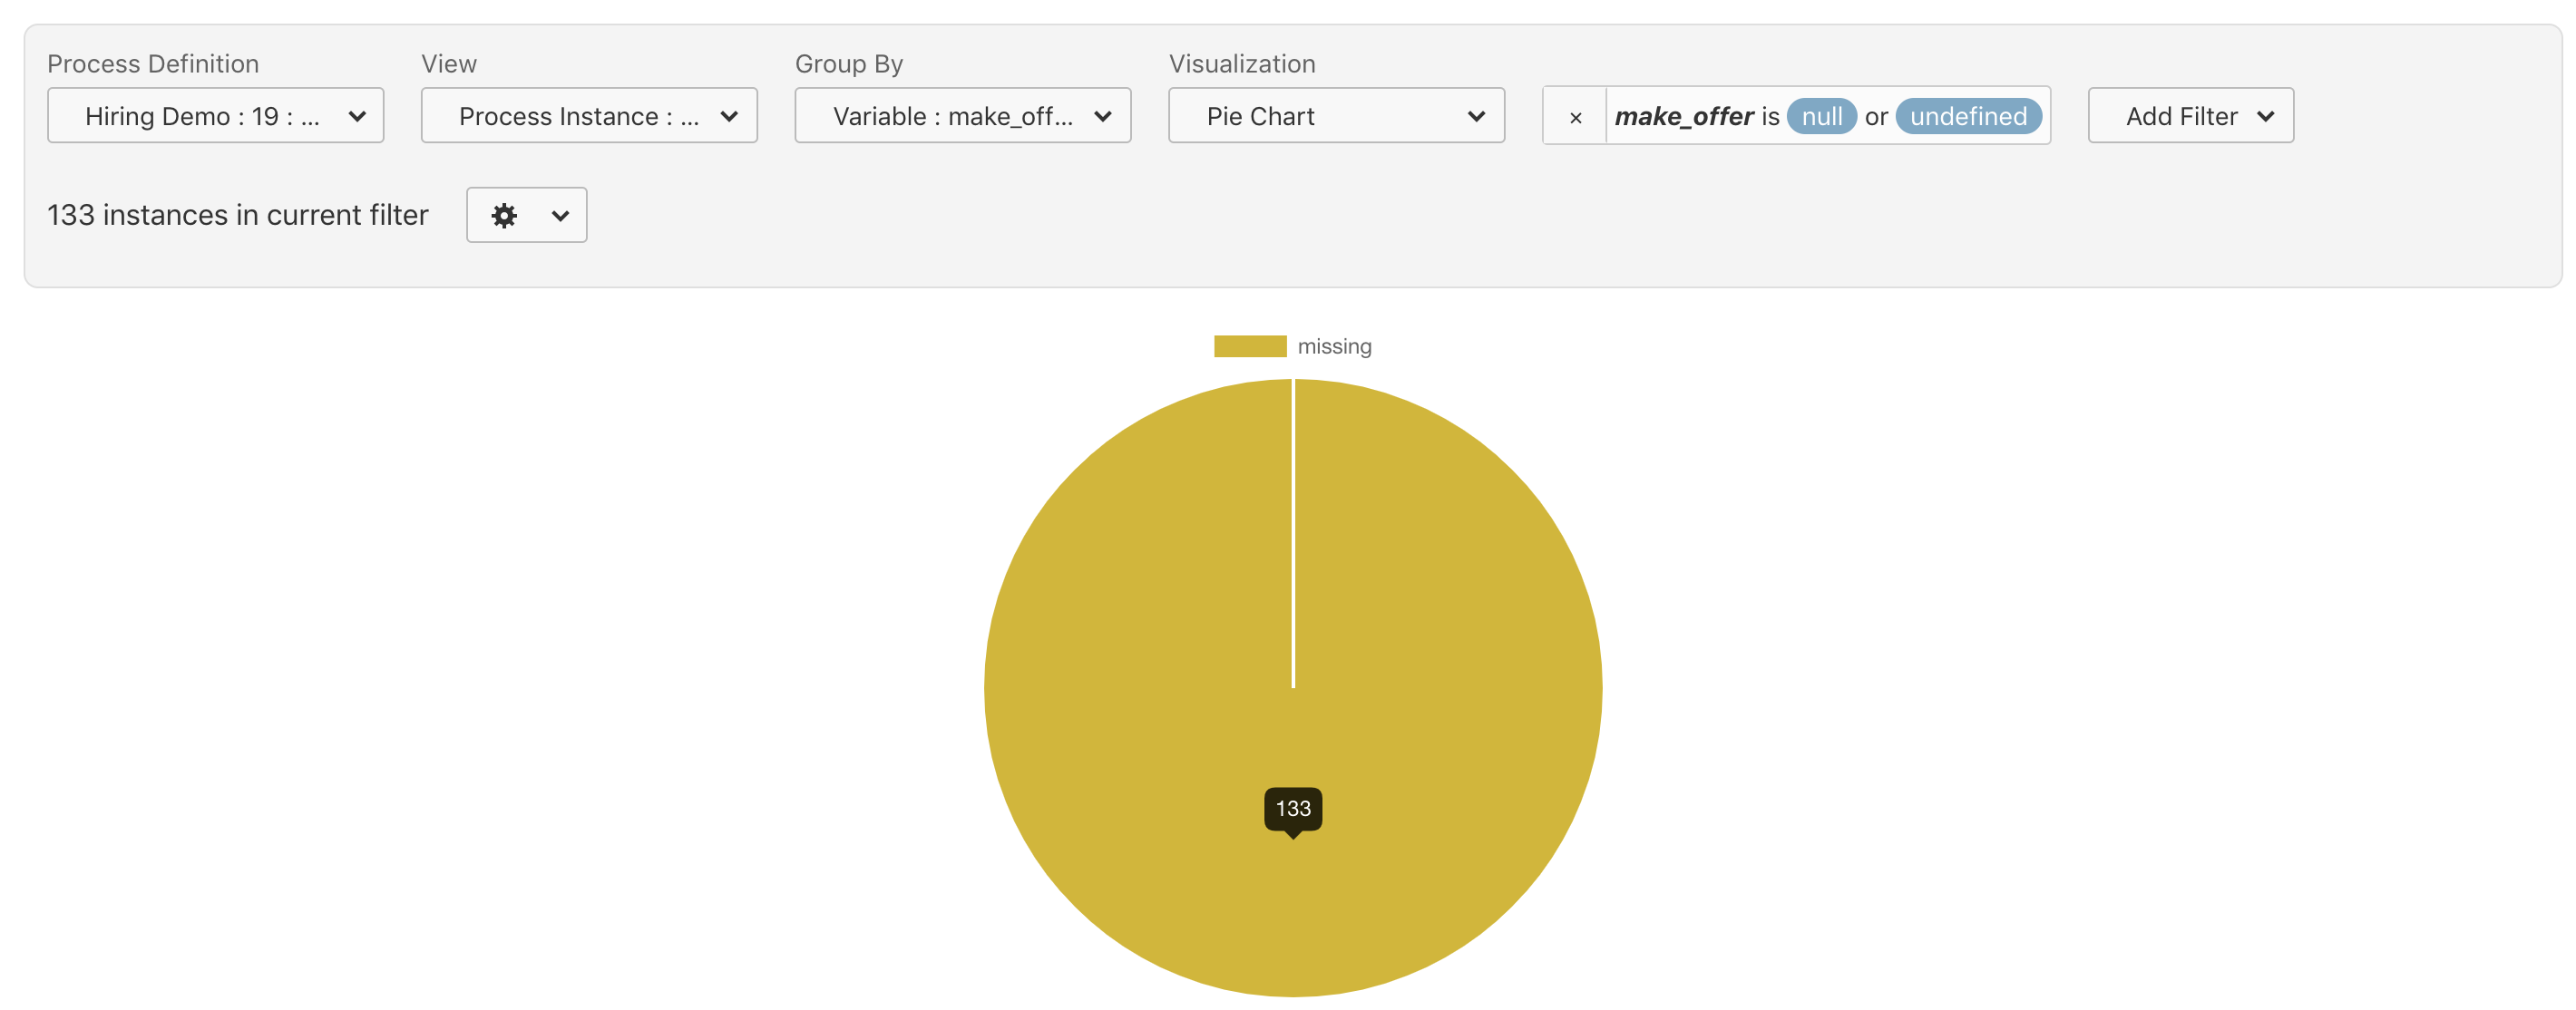 Process Definition
View
Group By
Visualization
Hiring Demo : 19 : ...
Process Instance : ...
Variable : make_off...
Pie Chart
× make_offer is null or undefined
Add Filter
133 instances in current filter
missing
133